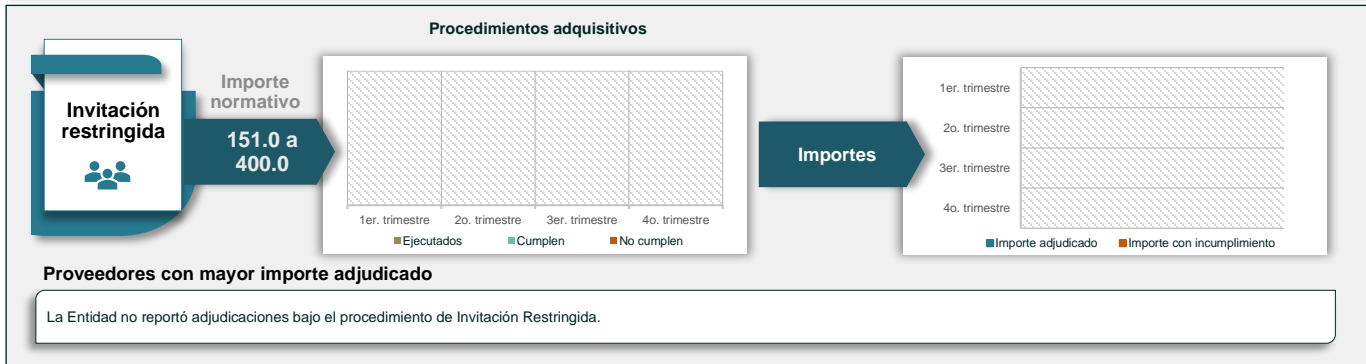 Procedimientos adquisitivos
Invitación
restringida
Importe
normativo
151.0 a
400.0
1er. trimestre
2o. trimestre
3er. trimestre
4o. trimestre
Ejecutados
Cumplen
No cumplen
Importes
1er. trimestre
2o. trimestre
3er. trimestre
4o. trimestre
Importe adjudicado
Importe con incumplimiento
Proveedores con mayor importe adjudicado
La Entidad no reportó adjudicaciones bajo el procedimiento de Invitación Restringida.